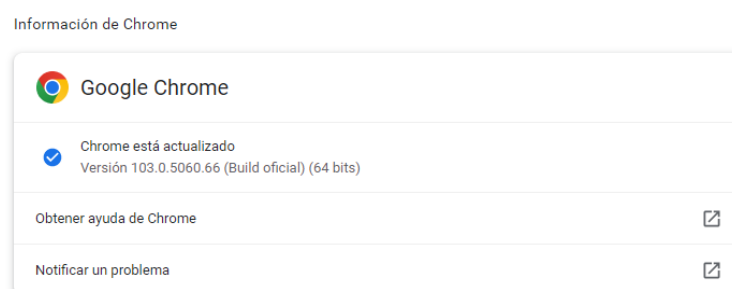 Información de Chrome
Google Chrome
Chrome está actualizado
Versión 103.0.5060.66 (Build oficial) (64 bits)
Obtener ayuda de Chrome
Notificar un problema